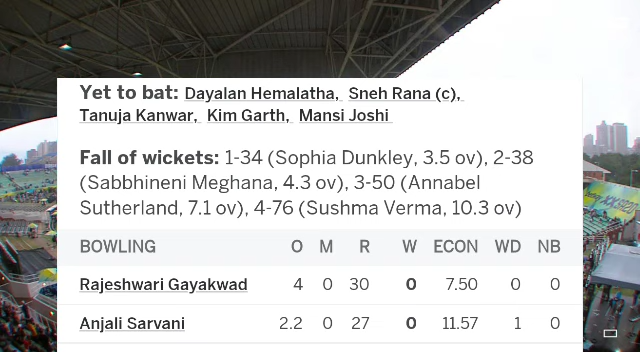 Yet to bat: Dayalan Hemalatha, Sneh Rana (c),
Tanuja Kanwar, Kim Garth, Mansi Joshi
Fall of wickets: 1-34 (Sophia Dunkley, 3.5 ov), 2-38
(Sabbhineni Meghana, 4.3 ov), 3-50 (Annabel
Sutherland, 7.1 ov), 4-76 (Sushma Verma, 10.3 ov)
BOWLING O M R W ECON WD NB
Rajeshwari Gayakwad 4 0 30 0 7.50 0 0
Anjali Sarvani 2.2 0 27 0 11.57 1 0